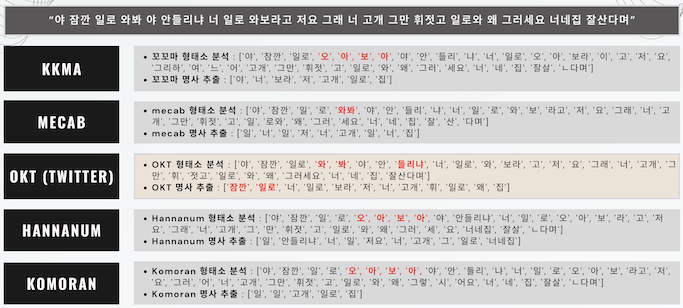 “야 잠깐 일로 와봐 야 안들리냐 너 일로 와보라고 저요 그래 너 고개 그만 휘젓고 일로와 왜 그러세요 너네집 잘산다며”
KKMA
• 꼬꼬마 형태소 분석 : ['야', '잠깐', '일로', '오', '아', '보', '아', '야', '안', '들리', '냐', '너', '일로', '오', '아', '보라', '이', '고', '저', '요',
'그리하', '여', '느', '어', '고개', '그만', '휘젓', '고', '일로', '와', '왜', '그러', '세요', '너', '네', '집', '잘살', 'ㄴ다며']
• 꼬꼬마 명사 추출 : ['야', '너', '보라', '저', '고개', '일로', '집']
MECAB
• mecab 형태소 분석 : ['야', '잠깐', '일', '로', '와봐', '야', '안', '들리', '냐', '너', '일', '로', '와', '보', '라고', '저', '요', '그래', '너', '고
개', '그만', '휘젓', '고', '일', '로와', '왜', '그러', '세요', '너', '네', '집', '잘', '산', '다며']
• mecab 명사 추출 : ['일', '너', '일', '저', '너', '고개', '일', '너', '집']
OKT (TWITTER)
• OKT 형태소 분석 : ['야', '잠깐', '일로', '와', '봐', '야', '안', '들리냐', '너', '일로', '와', '보라', '고', '저', '요', '그래', '너', '고개', '그
만', '휘', '젓고', '일로', '와', '왜', '그러세요', '너', '네', '집', '잘산다며']
• OKT 명사 추출 : ['잠깐', '일로', '너', '일로', '보라', '저', '너', '고개', '휘', '일로', '왜', '집']
HANNANUM
• Hannanum 형태소 분석 : ['야', '잠깐', '일', '로', '오', '아', '보', '아', '야', '안들리냐', '너', '일', '로', '오', '아', '보', '라', '고', '저
요', '그래', '너', '고개', '그', '만', '휘젓고', '일', '로', '와', '왜', '그러', '세', '요', '너네집', '잘살', 'ㄴ다며']
• Hannanum 명사 추출 : ['일', '안들리냐', '너', '일', '저요', '너', '고개', '그', '일로', '너네집']
KOMORAN
• Komoran 형태소 분석 : ['야', '잠깐', '일', '로', '오', '아', '보', '아', '야', '안', '들리', '냐', '너', '일', '로', '오', '아', '보', '라고', '저',
'요', '그러', '어', '너', '고개', '그만', '휘젓', '고', '일로', '와', '왜', '그렇', '시', '어요', '너', '네', '집', '잘살', 'ㄴ다며']
• Komoran 명사 추출 : ['일', '일', '고개', '일로', '집']